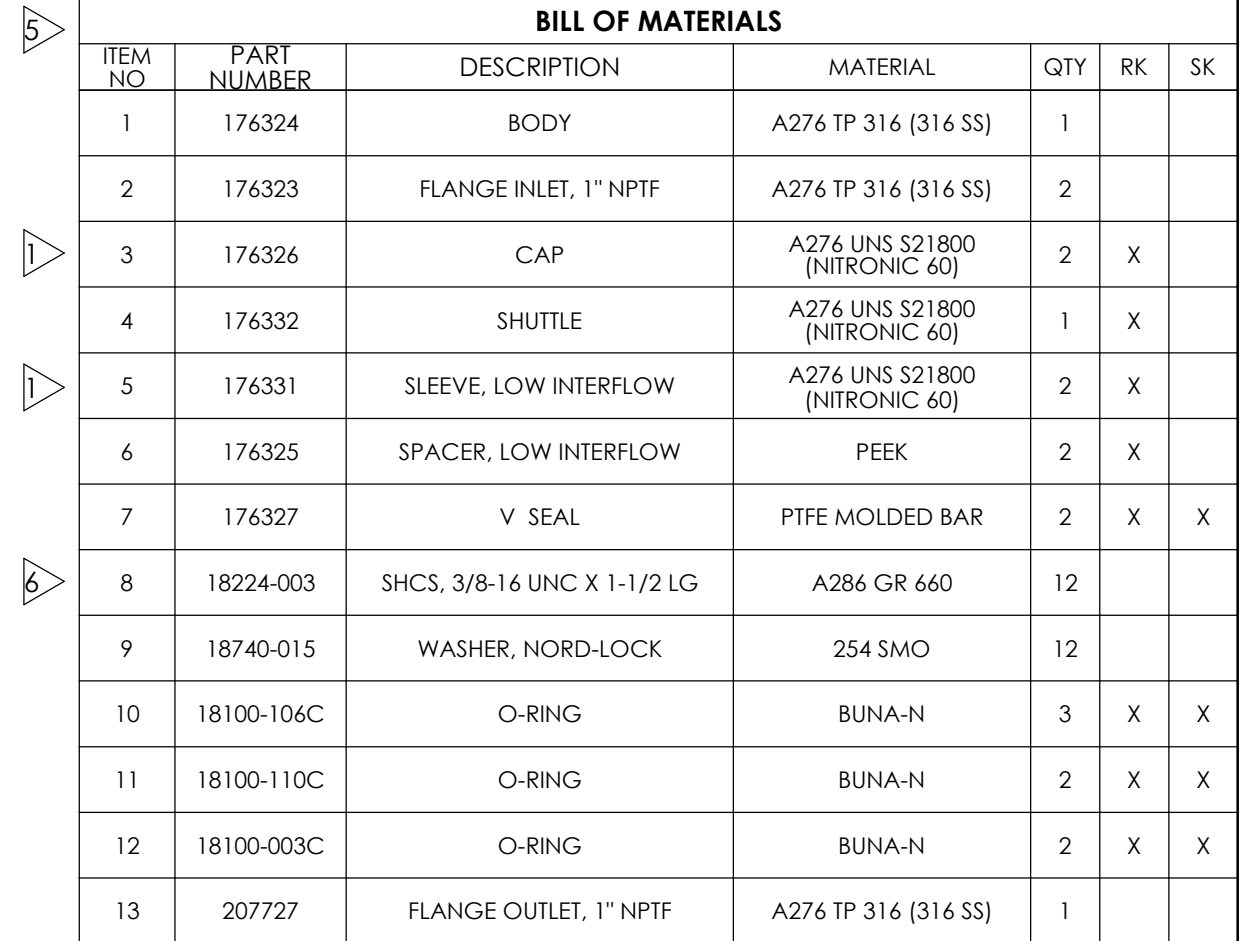 5
BILL OF MATERIALS
ITEM NO PART NUMBER DESCRIPTION MATERIAL QTY RK SK
1 176324 BODY A276 TP 316 (316 SS) 1
2 176323 FLANGE INLET, 1" NPTF A276 TP 316 (316 SS) 2
1 3 176326 CAP A276 UNS S21800 (NITRONIC 60) 2 X
4 176332 SHUTTLE A276 UNS S21800 (NITRONIC 60) 1 X
1 5 176331 SLEEVE, LOW INTERFLOW A276 UNS S21800 (NITRONIC 60) 2 X
6 176325 SPACER, LOW INTERFLOW PEEK 2 X
7 176327 V SEAL PTFE MOLDED BAR 2 X X
6 8 18224-003 SHCS, 3/8-16 UNC X 1-1/2 LG A286 GR 660 12
9 18740-015 WASHER, NORD-LOCK 254 SMO 12
10 18100-106C O-RING BUNA-N 3 X X
11 18100-110C O-RING BUNA-N 2 X X
12 18100-003C O-RING BUNA-N 2 X X
13 207727 FLANGE OUTLET, 1" NPTF A276 TP 316 (316 SS) 1